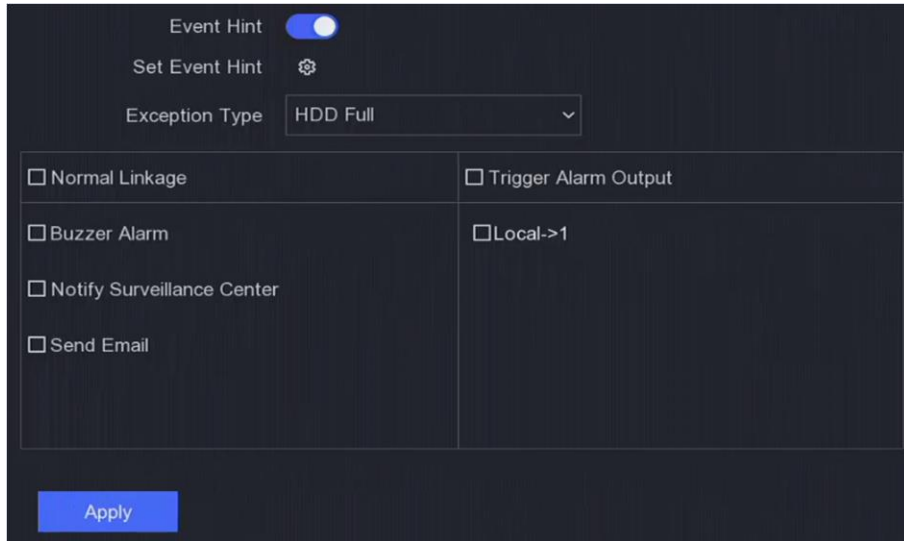 Event Hint
Set Event Hint
Exception Type HDD Full
Normal Linkage Trigger Alarm Output
Buzzer Alarm Local->1
Notify Surveillance Center
Send Email
Apply